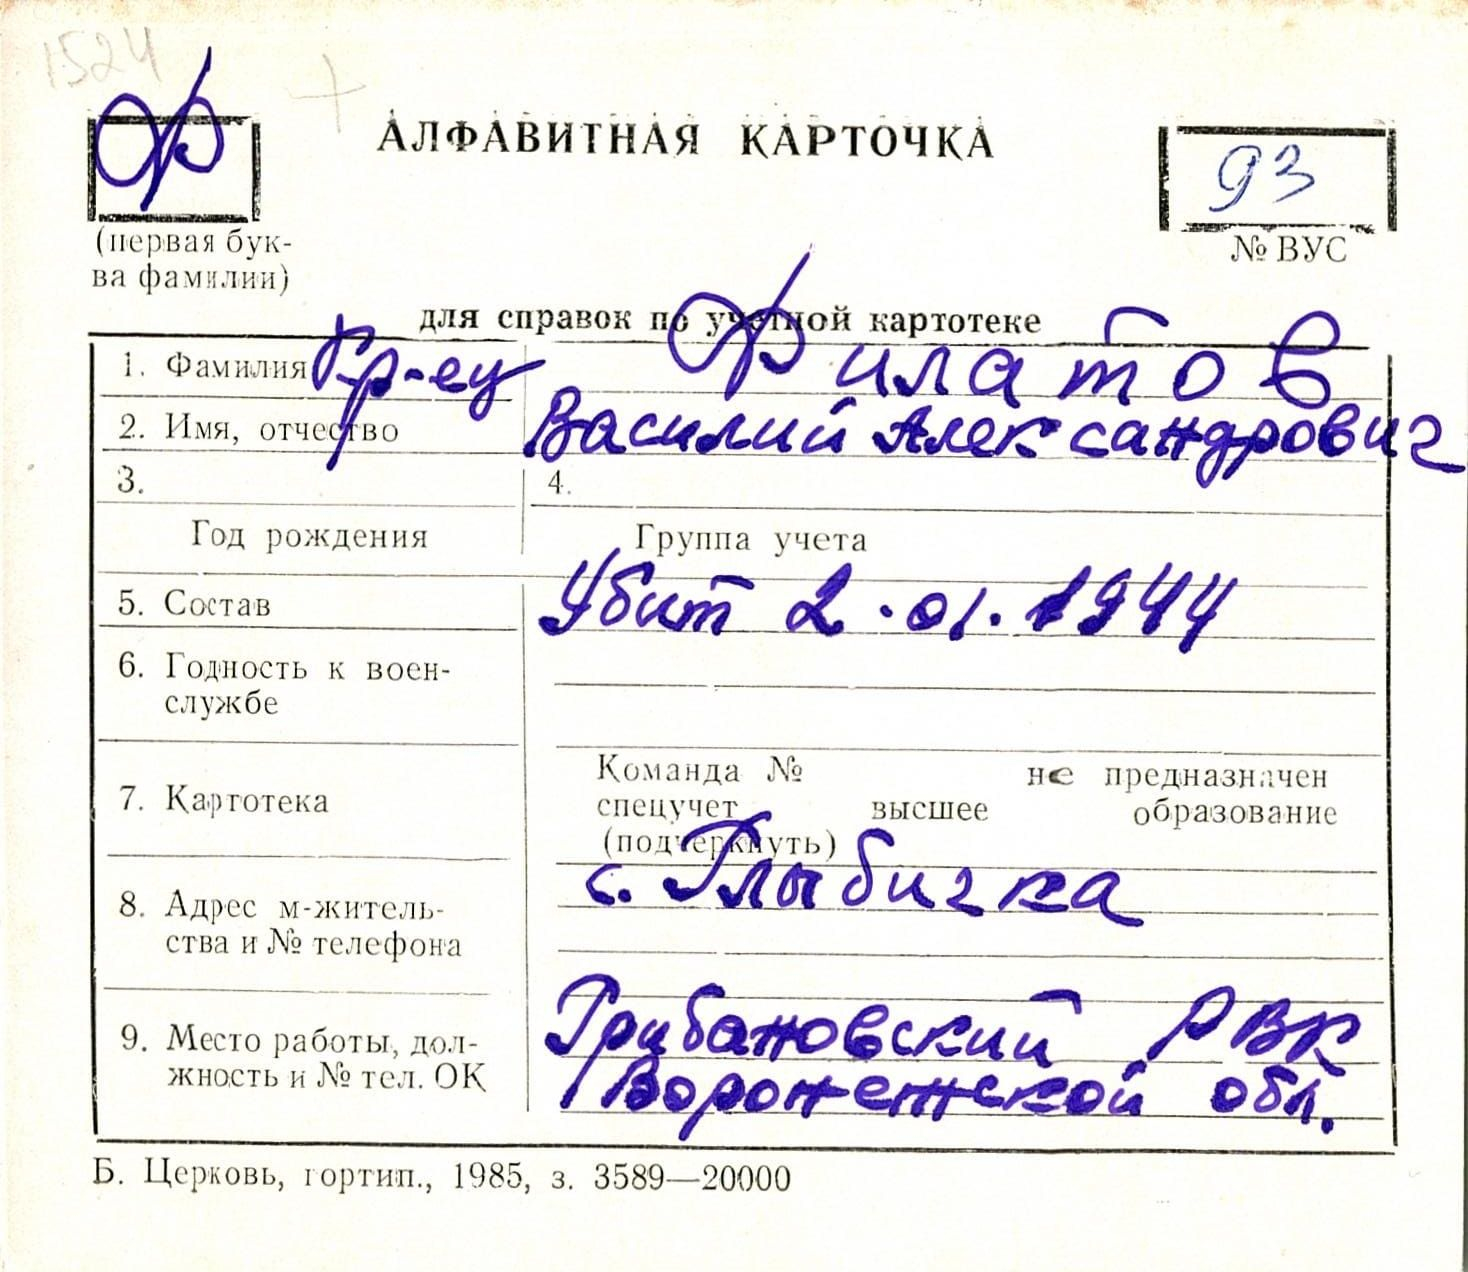 1524
Ф
АЛФАВИТНАЯ КАРТОЧКА
93
(первая бук-
ва фамилии)
№ ВУС
для справок по учетной картотеке
1. Фамилия Гр-ец Филатов
2. Имя, отчество Василий Александрович
3. 4.
Год рождения Группа учета
5. Состав Убит 2.01.1944
6. Годность к воен-
службе
7. Картотека
Команда № не предназначен
спецучет высшее образование
(подчеркнуть)
8. Адрес м-житель-
ства и № телефона
с. Глыбичка
9. Место работы, дол-
жность и № тел. ОК
Грибановский РВК
Воронежской обл.
Б. Церковь, гортип., 1985, з. 3589—20000